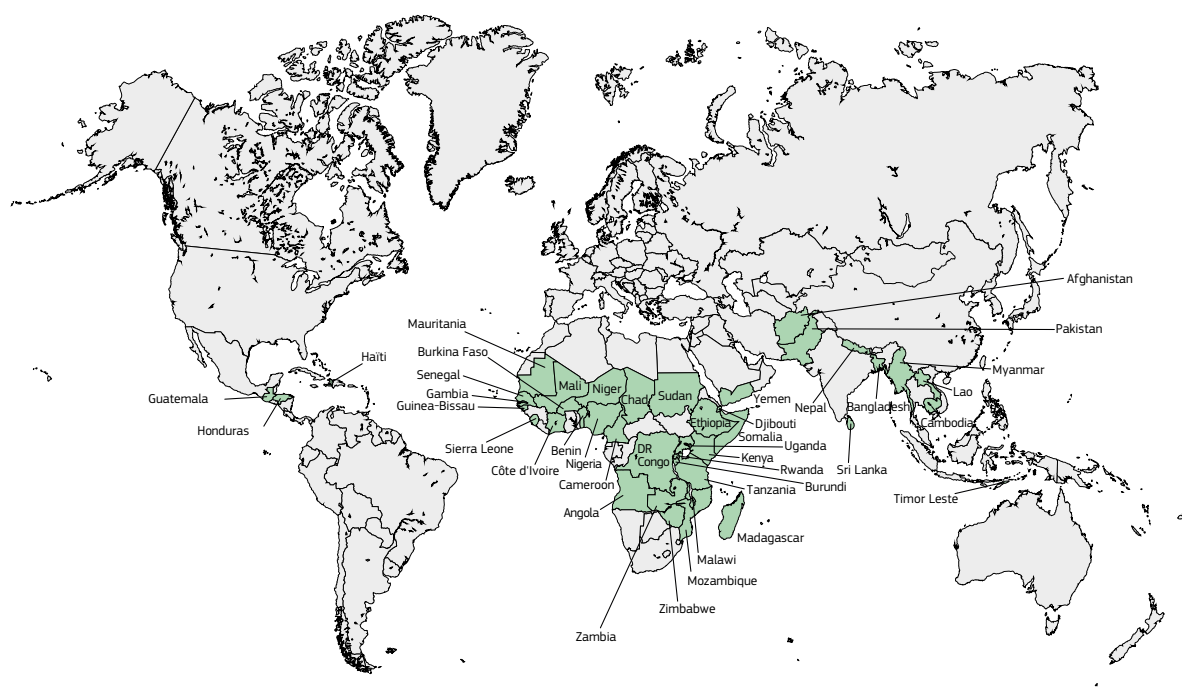 Afghanistan
Mauritania
Pakistan
Burkina Faso
Haïti
Senegal
Mali
Niger
Myanmar
Gambia
Chad
Sudan
Lao
Guatemala
Guinea-Bissau
Yemen
Nepal
Bangladesh
Ethiopia
Djibouti
Cambodia
Honduras
Somalia
Sierra Leone
Benin
DR
Congo
Uganda
Côte d'Ivoire
Nigeria
Kenya
Rwanda
Sri Lanka
Cameroon
Tanzania
Burundi
Timor Leste
Angola
Madagascar
Malawi
Mozambique
Zimbabwe
Zambia